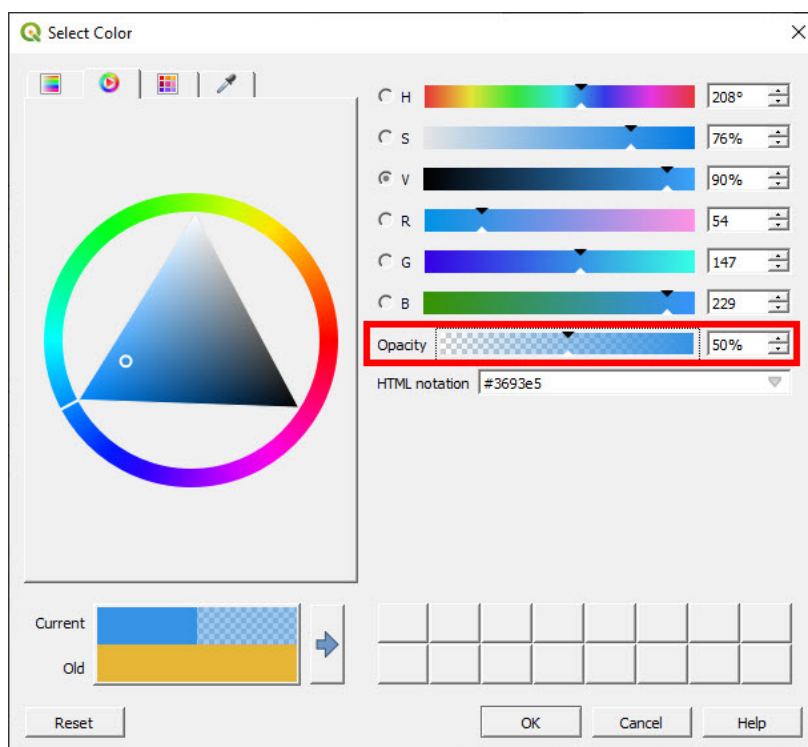 Select Color
H 208°
S 76%
V 90%
R 54
G 147
B 229
Opacity 50%
HTML notation #3693e5
Current
Old
Reset OK Cancel Help